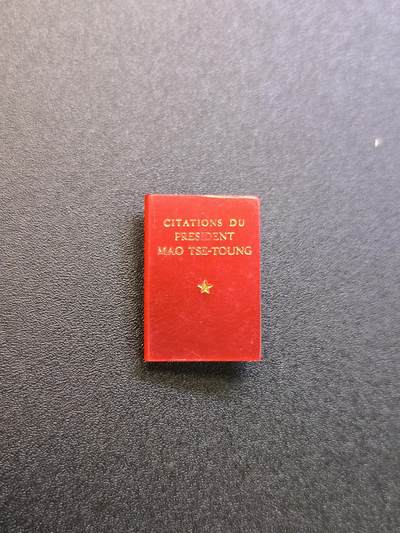 CITATIONS DU
PRESIDENT
MAO TSE-TOUNG